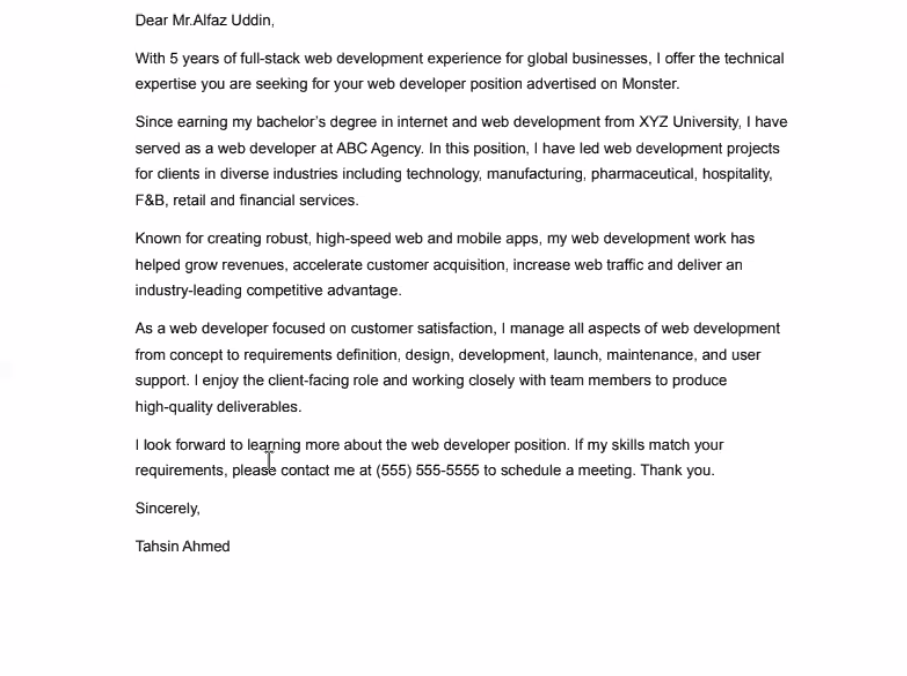 Dear Mr.Alfaz Uddin,
With 5 years of full-stack web development experience for global businesses, I offer the technical
expertise you are seeking for your web developer position advertised on Monster.
Since earning my bachelor’s degree in internet and web development from XYZ University, I have
served as a web developer at ABC Agency. In this position, I have led web development projects
for clients in diverse industries including technology, manufacturing, pharmaceutical, hospitality,
F&B, retail and financial services.
Known for creating robust, high-speed web and mobile apps, my web development work has
helped grow revenues, accelerate customer acquisition, increase web traffic and deliver an
industry-leading competitive advantage.
As a web developer focused on customer satisfaction, I manage all aspects of web development
from concept to requirements definition, design, development, launch, maintenance, and user
support. I enjoy the client-facing role and working closely with team members to produce
high-quality deliverables.
I look forward to learning more about the web developer position. If my skills match your
requirements, please contact me at (555) 555-5555 to schedule a meeting. Thank you.
Sincerely,
Tahsin Ahmed